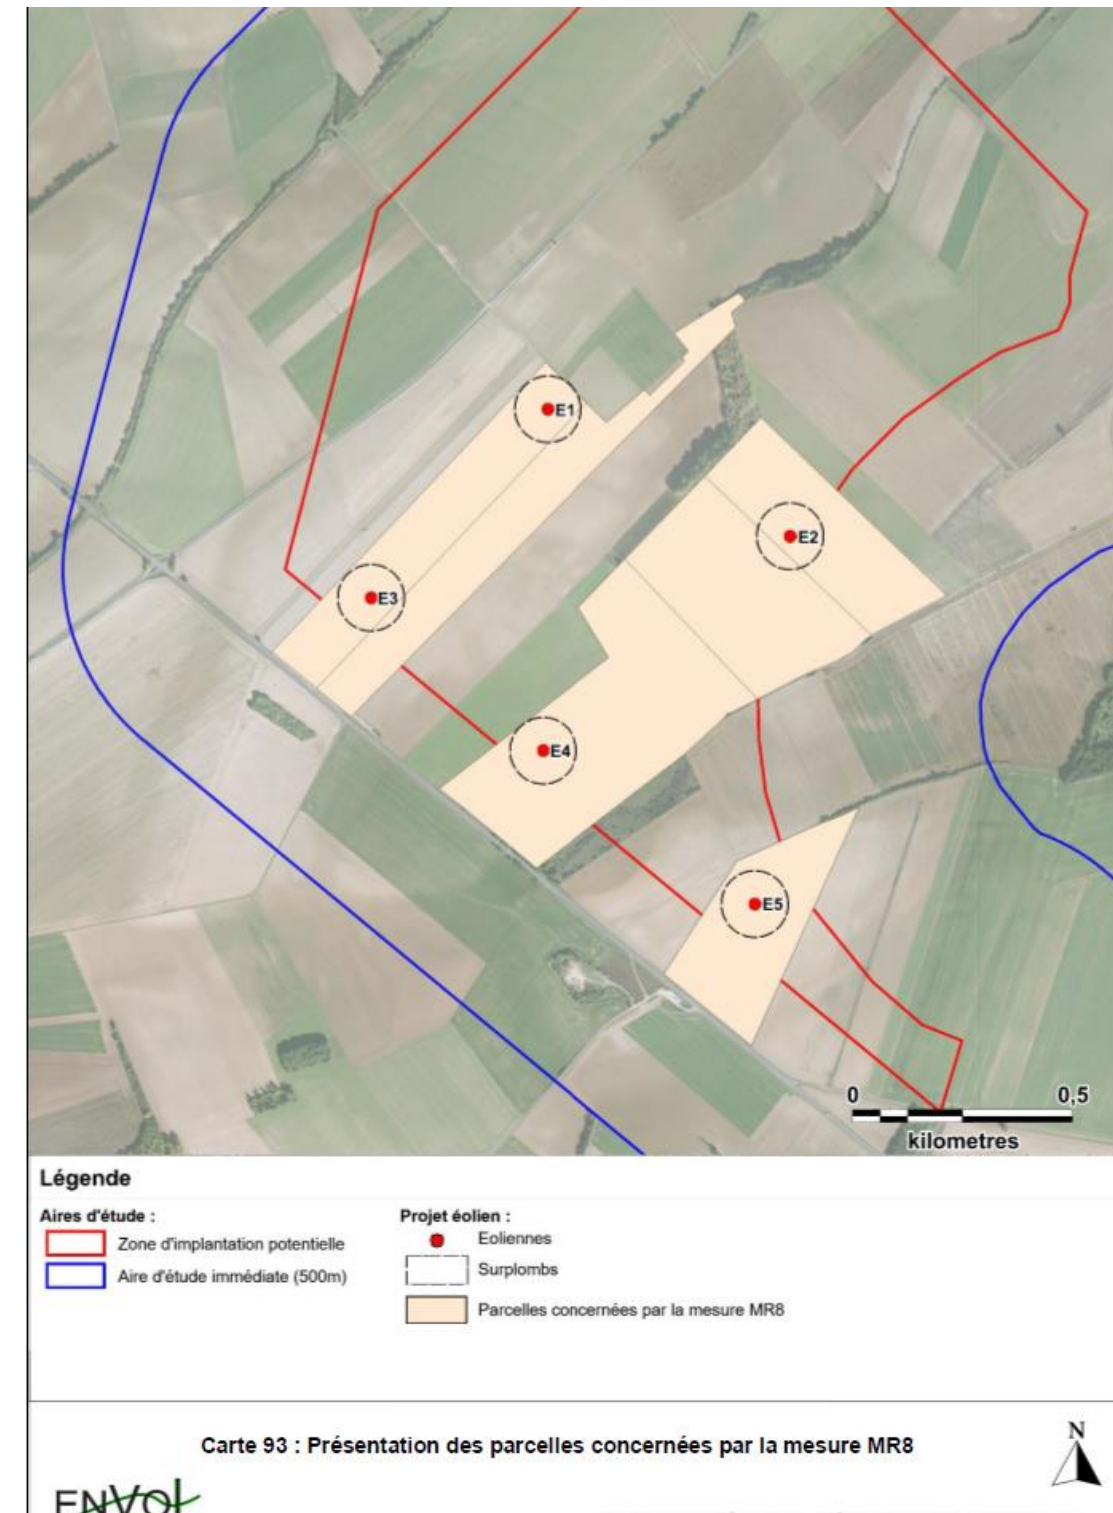 E1
E2
E3
E4
E5
0 0,5
kilometres
Légende
Aires d'étude :
Zone d'implantation potentielle
Aire d'étude immédiate (500m)
Projet éolien :
Eoliennes
Surplombs
Parcelles concernées par la mesure MR8
N
Carte 93 : Présentation des parcelles concernées par la mesure MR8
ENVOL